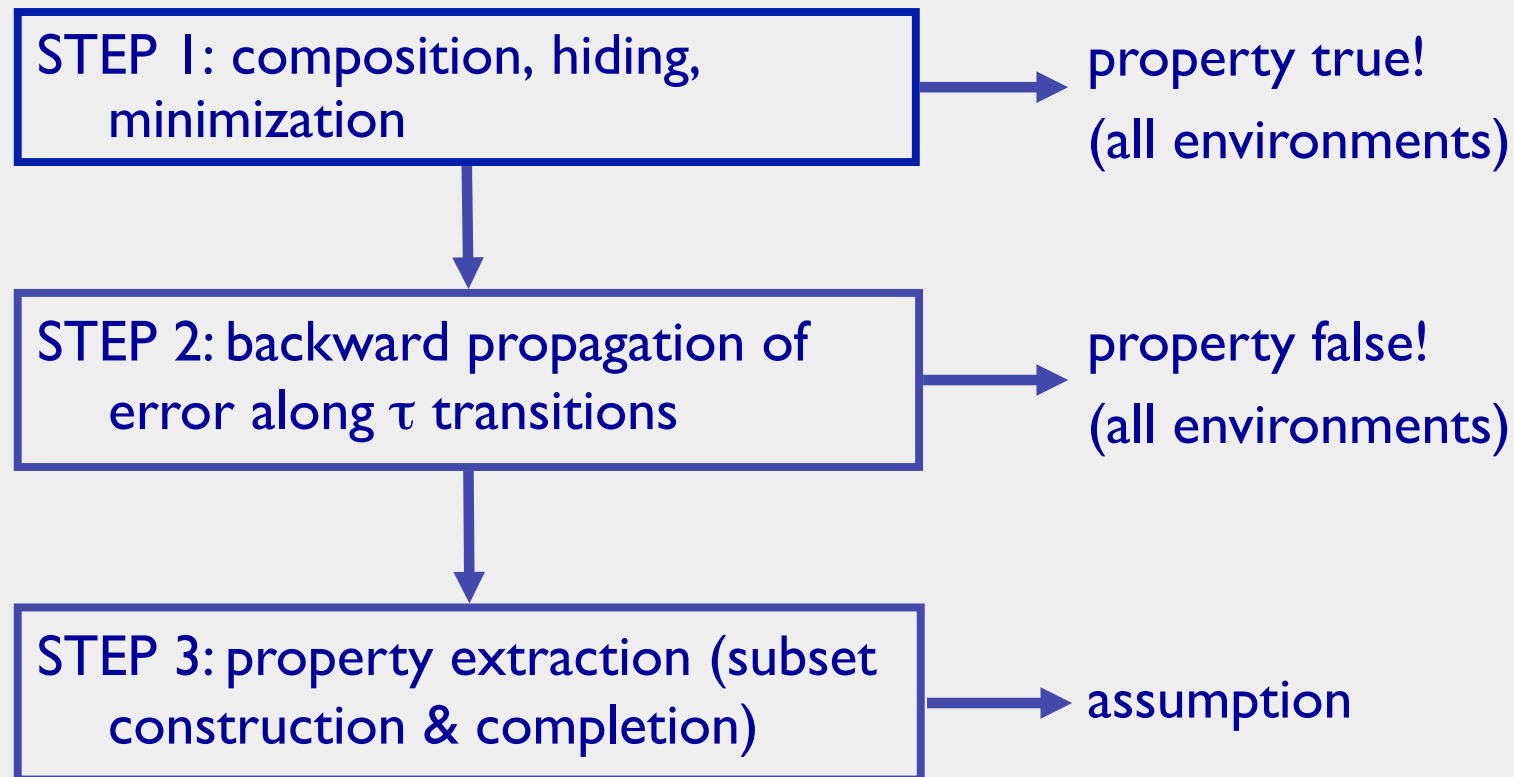 STEP 1: composition, hiding,
minimization
property true!
(all environments)
STEP 2: backward propagation of
error along τ transitions
property false!
(all environments)
STEP 3: property extraction (subset
construction & completion)
assumption